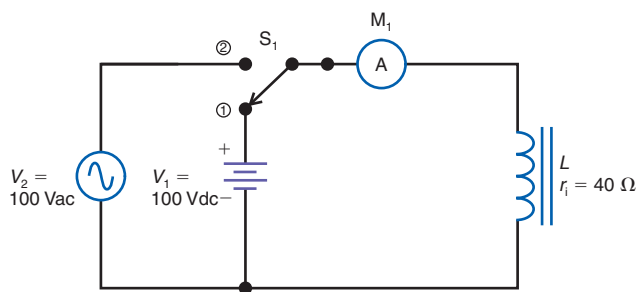 M1
S1
②
A
①
+
V2 =
100 Vac
V1 =
100 Vdc−
L
ri = 40 Ω